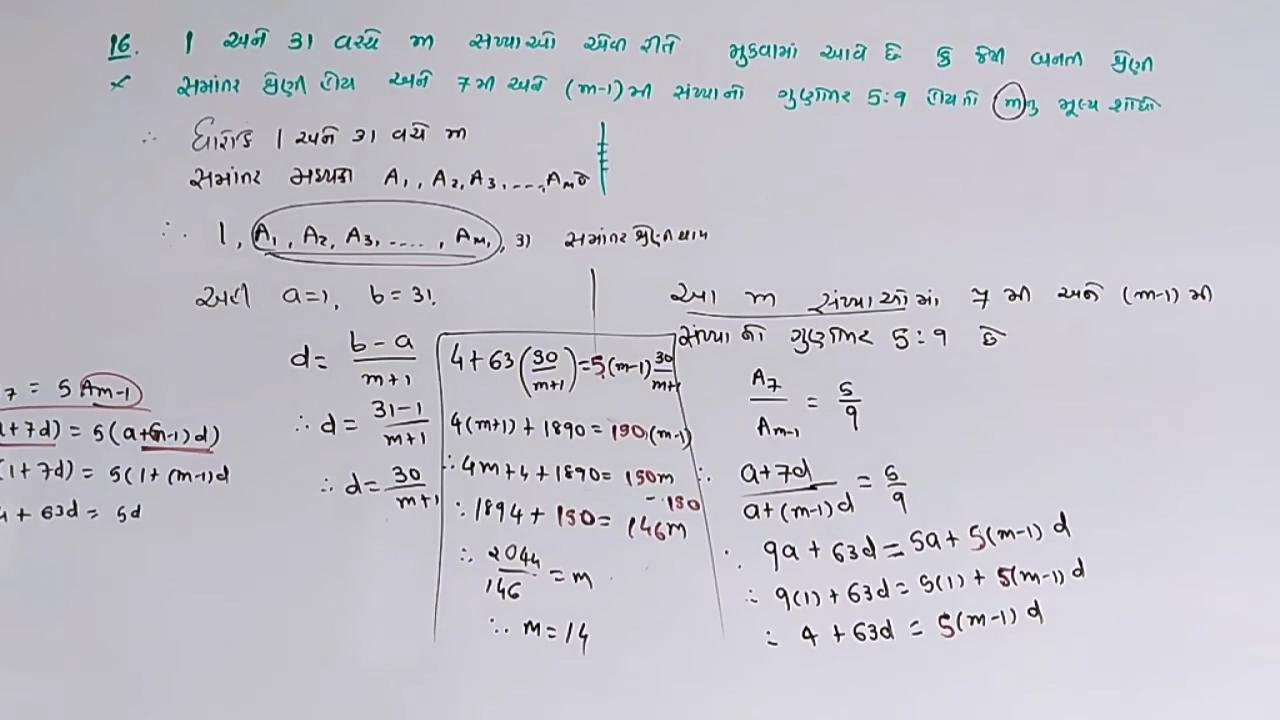 16. 1 અને 31 વચ્ચે m સંખ્યાઓ એવી રીતે મુકવામાં આવે છે કે જેથી બનતી શ્રેણી
સમાંતર શ્રેણી હોય અને 7મી અને (m-1)મી સંખ્યાનો ગુણોત્તર 5:9 હોય તો m નુ મૂલ્ય શોધો
∴ ધારોકે 1 અને 31 વચ્ચે m
સમાંતર મધ્યકો A₁, A₂, A₃, ..., Aₘ છે
∴ 1, A₁, A₂, A₃, ...., Aₘ, 31 સમાંતર શ્રેણી થાય
અહી a=1, b=31.
d = (b-a)/(m+1)
∴ d = (31-1)/(m+1)
∴ d = 30/(m+1)
7 = 5 Aₘ₋₁
+7d) = 5(a+(m-1)d)
(1+7d) = 5(1+(m-1)d
+ 63d = 5d
4+63(30/(m+1)) = 5(m-1)30/(m+1)
4(m+1) + 1890 = 150(m-1)
∴ 4m+4+1890 = 150m - 150
∴ 1894 + 150 = 146m
∴ 2044/146 = m
∴ m=14
આ m સંખ્યાઓમાં 7મી અને (m-1)મી
સંખ્યાનો ગુણોત્તર 5:9 છે
A₇/Aₘ₋₁ = 5/9
∴ (a+7d)/(a+(m-1)d) = 5/9
∴ 9a + 63d = 5a + 5(m-1)d
∴ 9(1) + 63d = 5(1) + 5(m-1)d
∴ 4 + 63d = 5(m-1)d